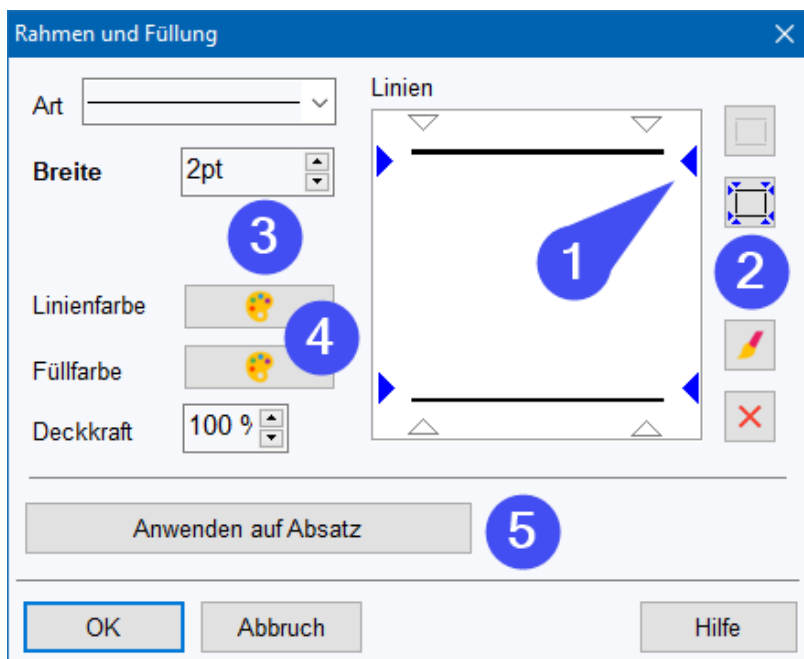 Rahmen und Füllung
Art
Linien
Breite
2pt
1
2
3
Linienfarbe
4
Füllfarbe
Deckkraft
100 %
Anwenden auf Absatz
5
OK
Abbruch
Hilfe